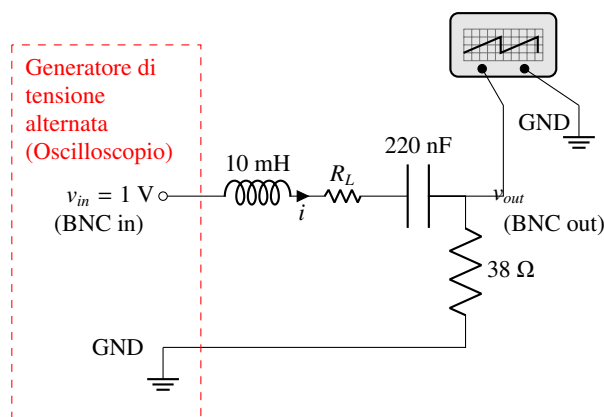 Generatore di
tensione
alternata
(Oscilloscopio)
GND
10 mH
R_L
220 nF
v_in = 1 V
i
v_out
(BNC in)
(BNC out)
38 Ω
GND